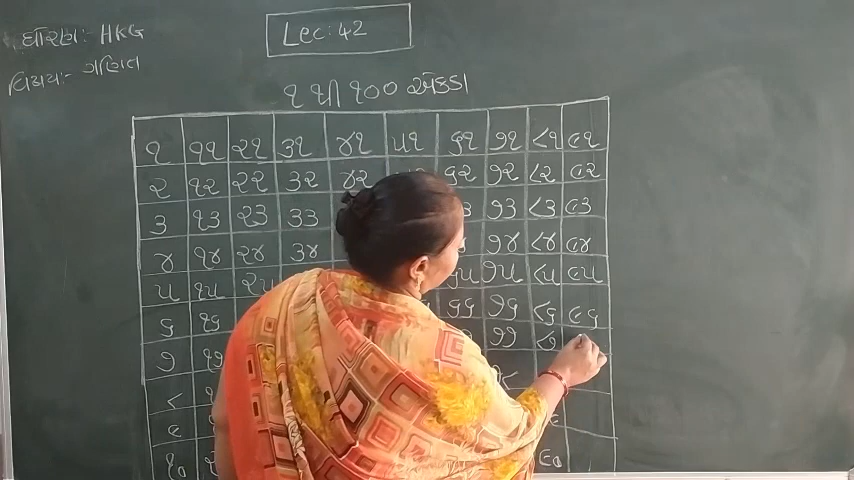 ધોરણ:- HKG
Lec: 42
વિષય:- ગણિત
૧ થી ૧૦૦ એકડા
૧ ૧૧ ૨૧ ૩૧ ૪૧ ૫૧ ૬૧ ૭૧ ૮૧ ૯૧
૨ ૧૨ ૨૨ ૩૨ ૪૨ ૬૨ ૭૨ ૮૨ ૯૨
૩ ૧૩ ૨૩ ૩૩ ૭૩ ૮૩ ૯૩
૪ ૧૪ ૨૪ ૩૪ ૭૪ ૮૪ ૯૪
૫ ૧૫ ૨૫ ૬૫ ૭૫ ૮૫ ૯૫
૬ ૧૬ ૬૬ ૭૬ ૮૬ ૯૬
૭ ૧૭ ૭૭ ૮૭
૮
૯
૧૦ ૯૦